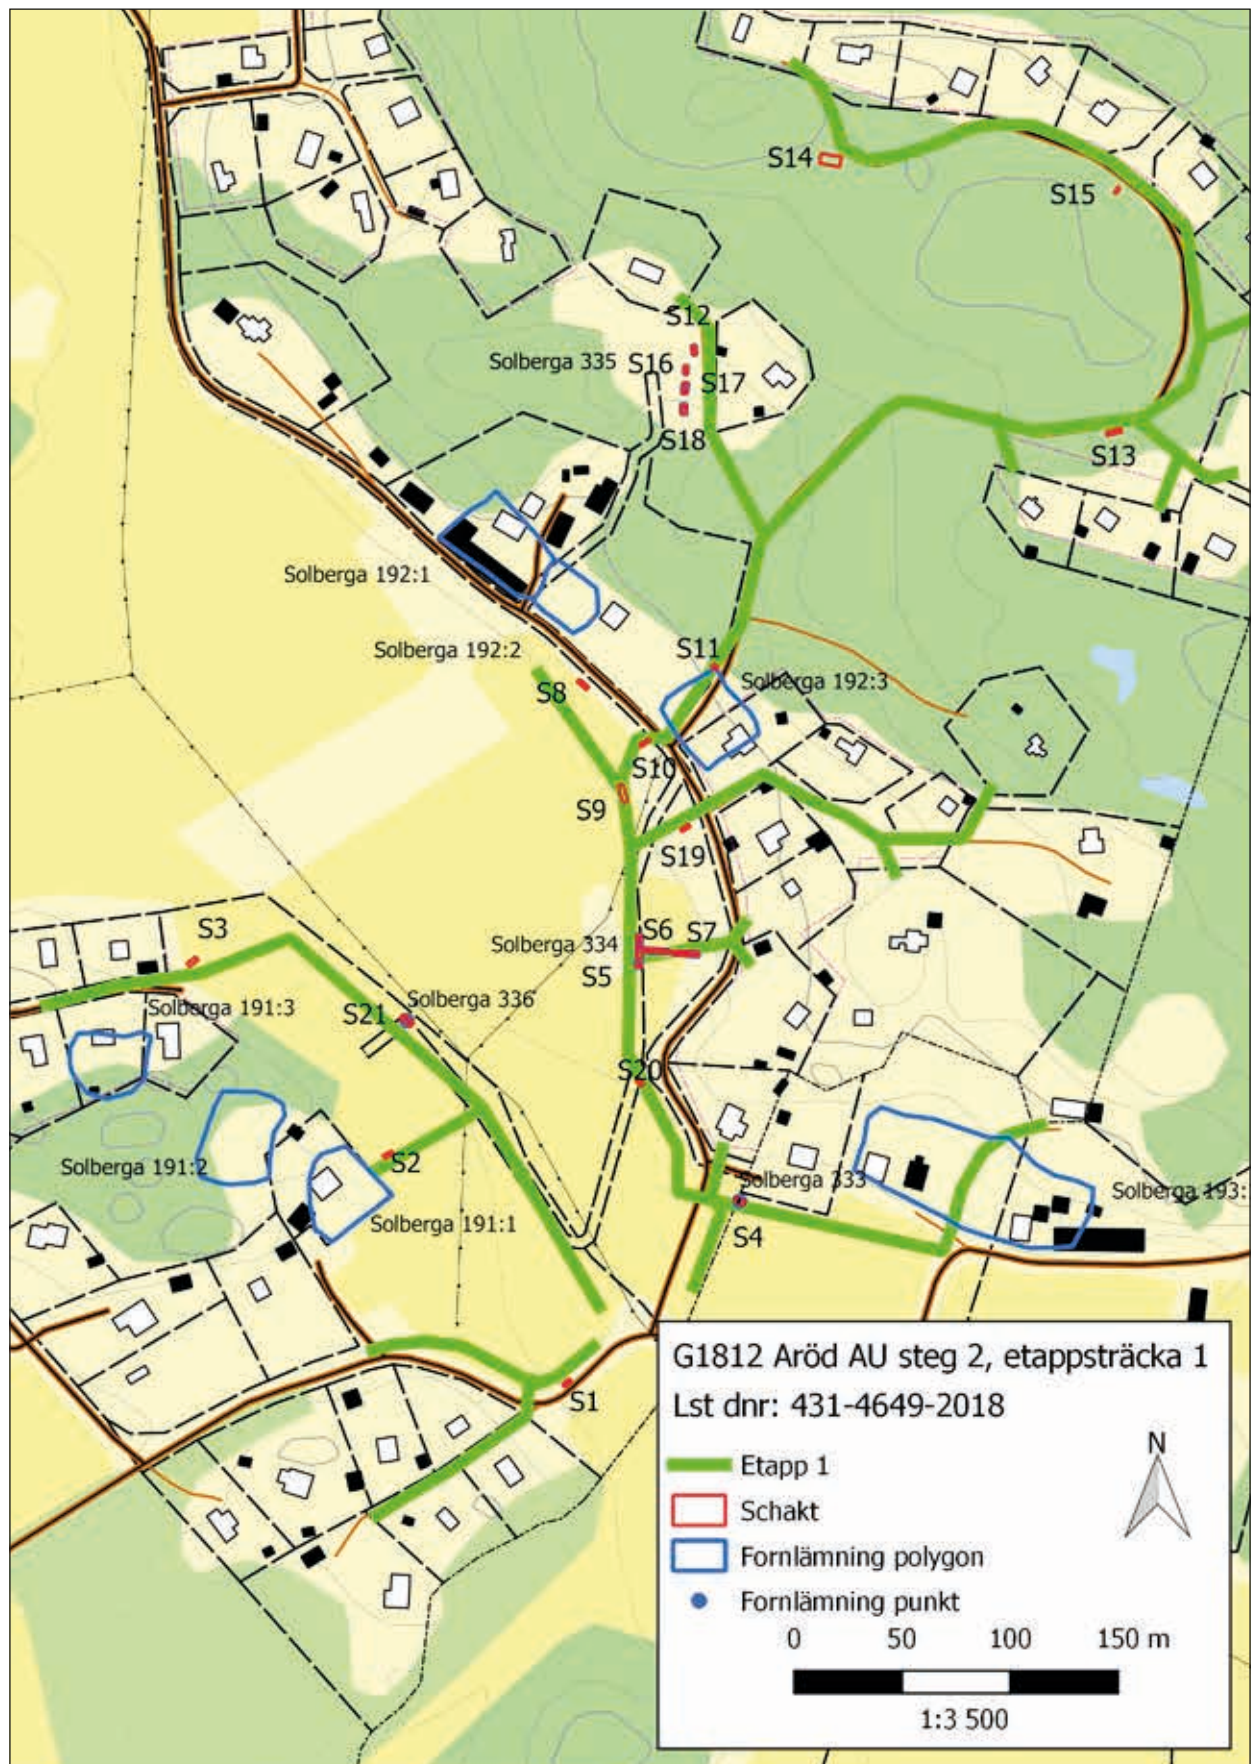 S14
S15
S12
Solberga 335
S16
S17
S18
S13
Solberga 192:1
Solberga 192:2
S11
Solberga 192:3
S8
S10
S9
S19
S3
Solberga 334
S6
S7
S5
Solberga 191:3
S21
Solberga 336
S20
Solberga 191:2
S2
Solberga 191:1
Solberga 333
Solberga 193:
S4
S1
G1812 Aröd AU steg 2, etappsträcka 1
Lst dnr: 431-4649-2018
N
Etapp 1
Schakt
Fornlämning polygon
Fornlämning punkt
0 50 100 150 m
1:3 500